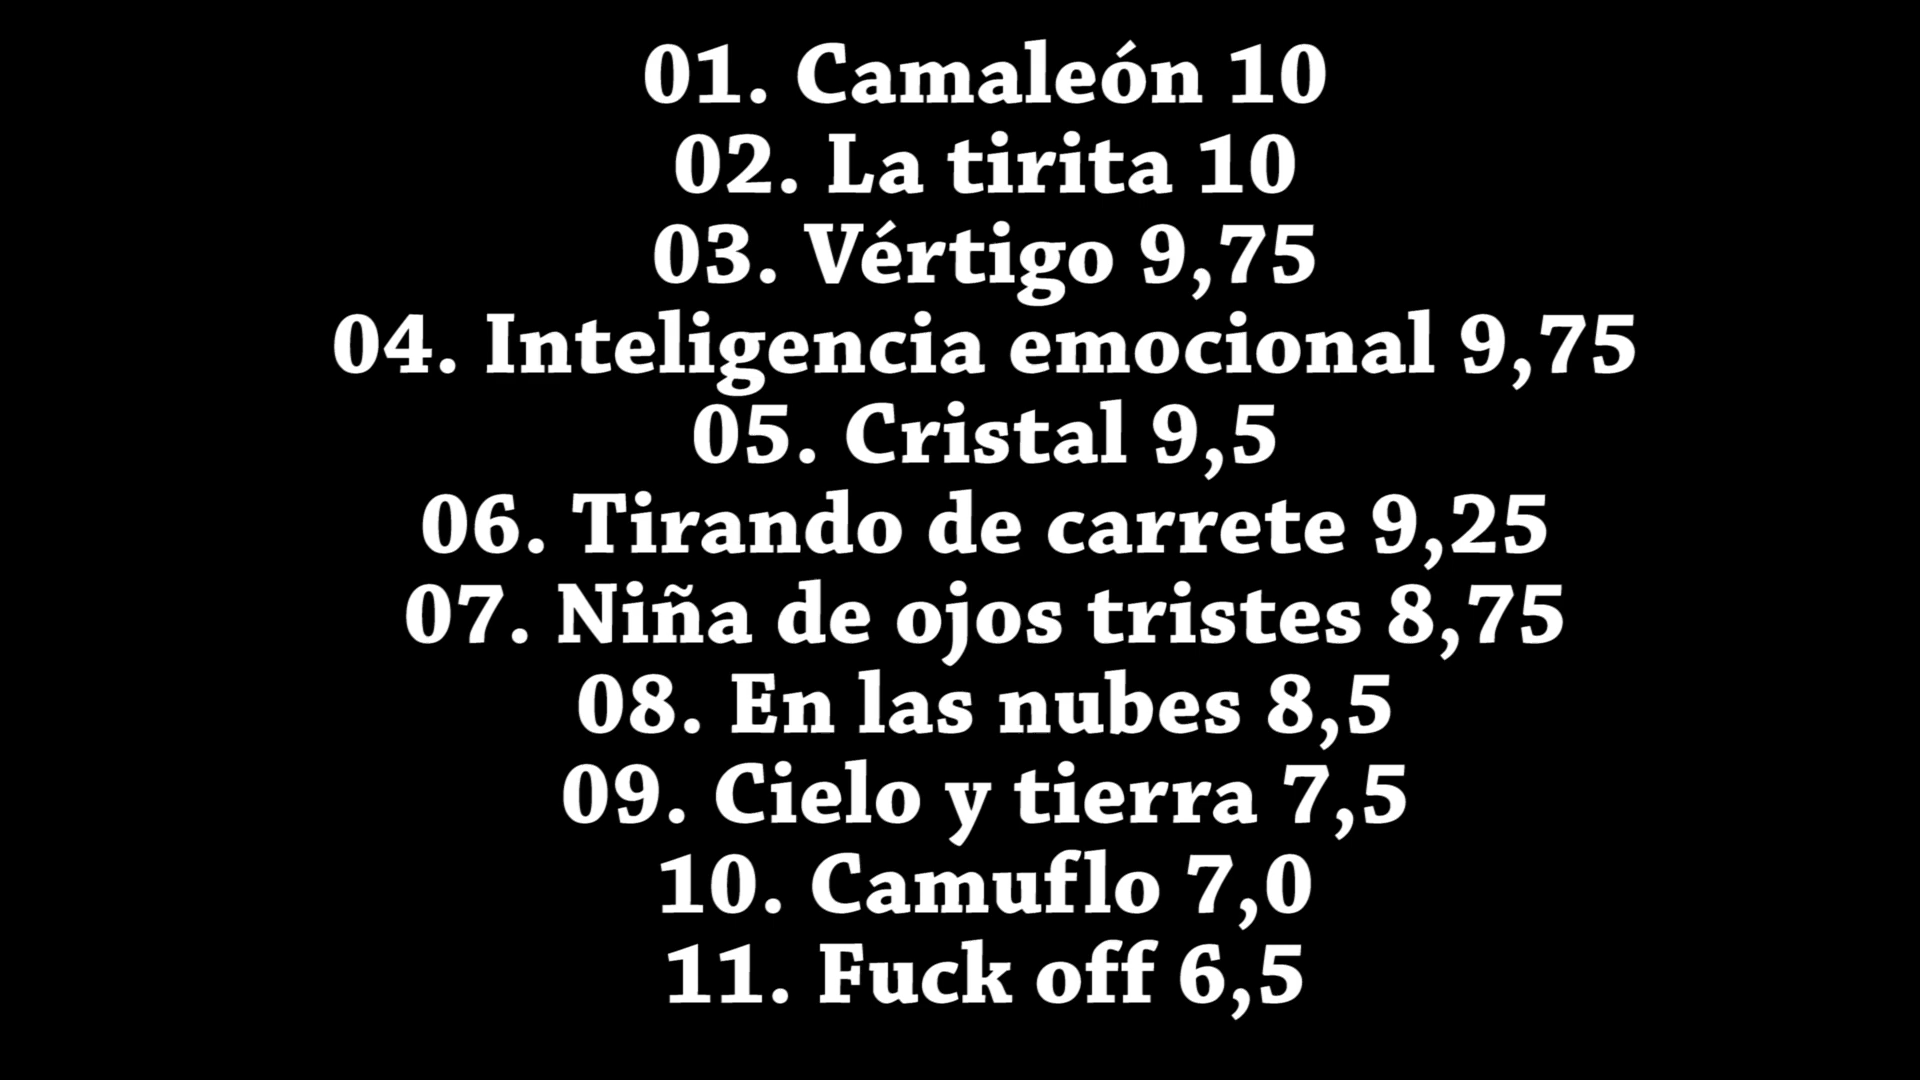 01. Camaleón 10
02. La tirita 10
03. Vértigo 9,75
04. Inteligencia emocional 9,75
05. Cristal 9,5
06. Tirando de carrete 9,25
07. Niña de ojos tristes 8,75
08. En las nubes 8,5
09. Cielo y tierra 7,5
10. Camuflo 7,0
11. Fuck off 6,5